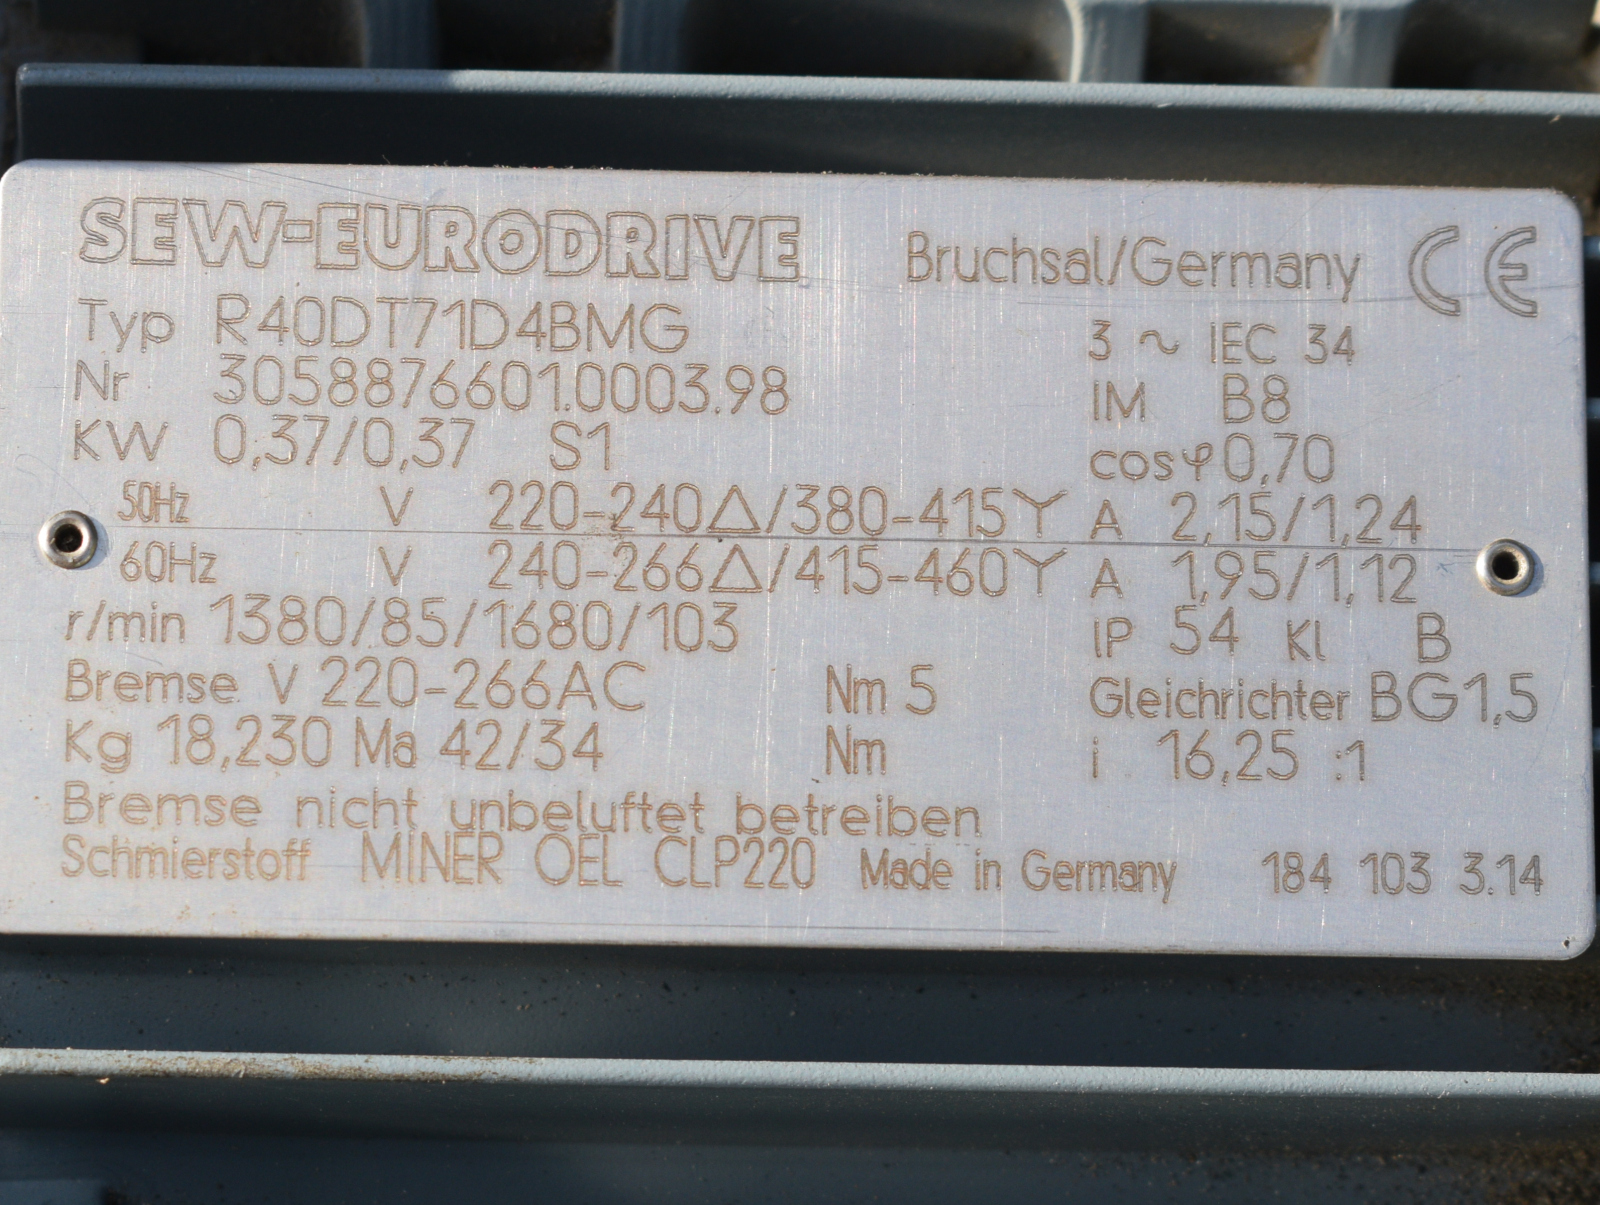 SEW-EURODRIVE Bruchsal/Germany CE
Typ R40DT71D4BMG 3 ~ IEC 34
Nr 3058876601.0003.98 IM B8
KW 0,37/0,37 S1 cosφ 0,70
50Hz V 220-240△/380-415Y A 2,15/1,24
60Hz V 240-266△/415-460Y A 1,95/1,12
r/min 1380/85/1680/103 IP 54 Kl B
Bremse V 220-266AC Nm 5 Gleichrichter BG1,5
Kg 18,230 Ma 42/34 Nm i 16,25 :1
Bremse nicht unbeluftet betreiben
Schmierstoff MINER OEL CLP220 Made in Germany 184 103 3.14